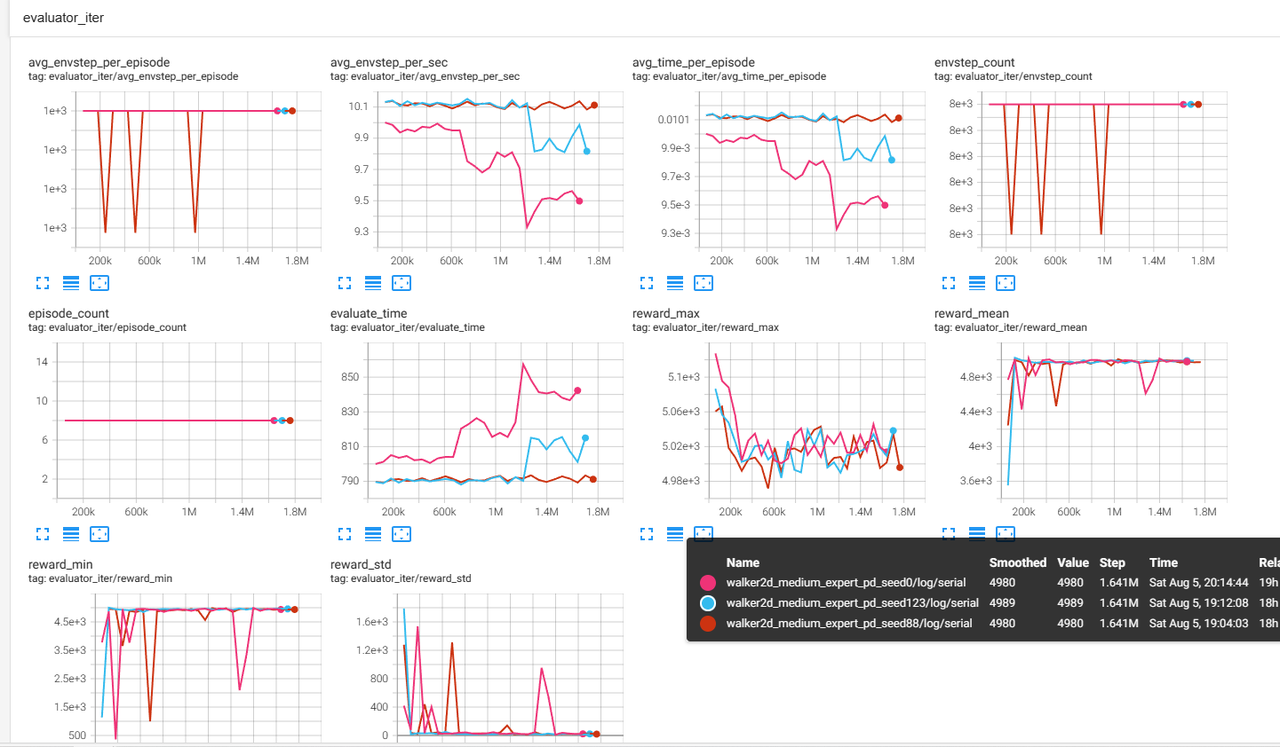 evaluator_iter
avg_envstep_per_episode
tag: evaluator_iter/avg_envstep_per_episode
1e+3
1e+3
1e+3
1e+3
200k 600k 1M 1.4M 1.8M
avg_envstep_per_sec
tag: evaluator_iter/avg_envstep_per_sec
10.1
9.9
9.7
9.5
9.3
200k 600k 1M 1.4M 1.8M
avg_time_per_episode
tag: evaluator_iter/avg_time_per_episode
0.0101
9.9e-3
9.7e-3
9.5e-3
9.3e-3
200k 600k 1M 1.4M 1.8M
envstep_count
tag: evaluator_iter/envstep_count
8e+3
8e+3
8e+3
8e+3
8e+3
8e+3
200k 600k 1M 1.4M 1.8M
episode_count
tag: evaluator_iter/episode_count
14
10
6
2
200k 600k 1M 1.4M 1.8M
evaluate_time
tag: evaluator_iter/evaluate_time
850
830
810
790
200k 600k 1M 1.4M 1.8M
reward_max
tag: evaluator_iter/reward_max
5.1e+3
5.06e+3
5.02e+3
4.98e+3
200k 600k 1M 1.4M 1.8M
reward_mean
tag: evaluator_iter/reward_mean
4.8e+3
4.4e+3
4e+3
3.6e+3
200k 600k 1M 1.4M 1.8M
reward_min
tag: evaluator_iter/reward_min
4.5e+3
3.5e+3
2.5e+3
1.5e+3
500
reward_std
tag: evaluator_iter/reward_std
1.6e+3
1.2e+3
800
400
0
Name Smoothed Value Step Time Rela
walker2d_medium_expert_pd_seed0/log/serial 4980 4980 1.641M Sat Aug 5, 20:14:44 19h
walker2d_medium_expert_pd_seed123/log/serial 4989 4989 1.641M Sat Aug 5, 19:12:08 18h
walker2d_medium_expert_pd_seed88/log/serial 4980 4980 1.641M Sat Aug 5, 19:04:03 18h